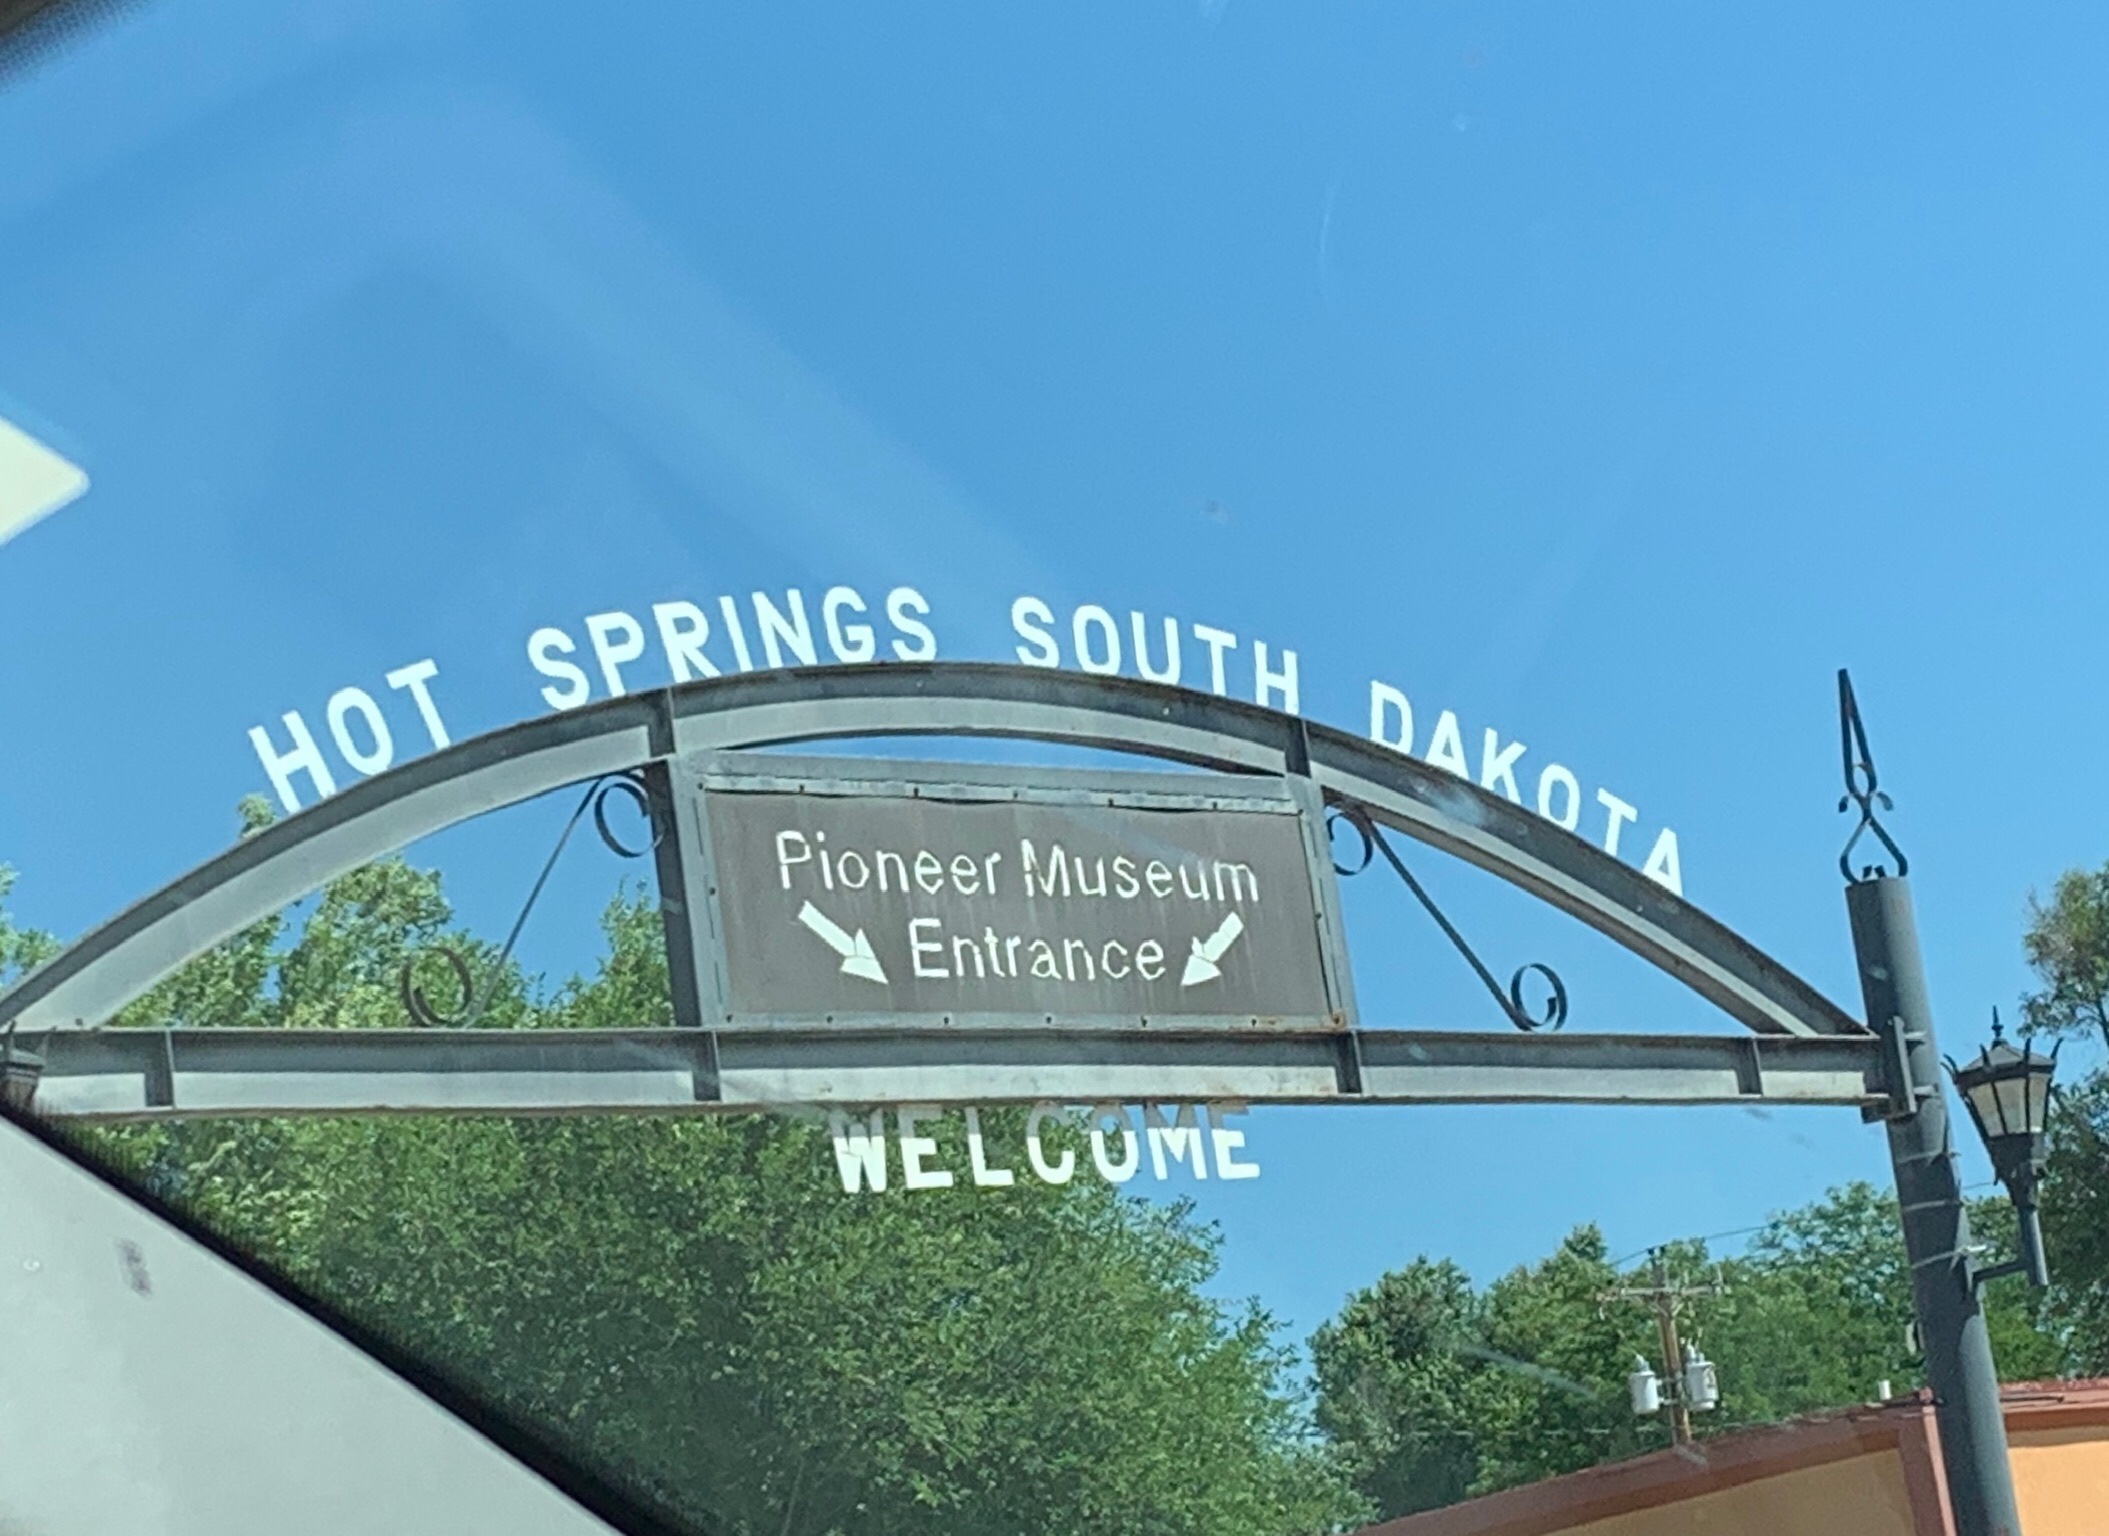 HOT SPRINGS SOUTH DAKOTA
Pioneer Museum
Entrance
WELCOME